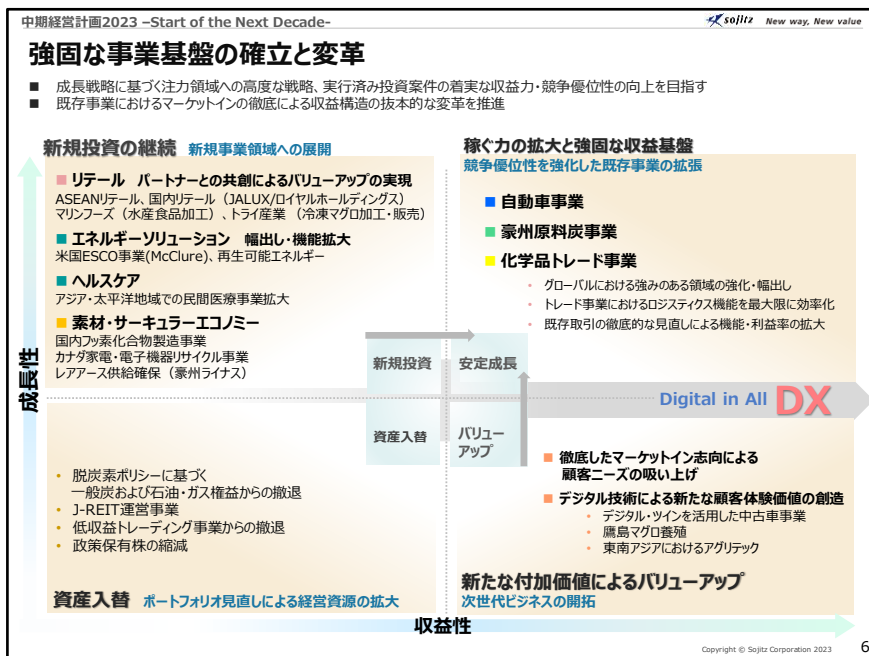 中期経営計画2023 –Start of the Next Decade-
sojitz New way, New value
強固な事業基盤の確立と変革
■ 成長戦略に基づく注力領域への高度な戦略、実行済み投資案件の着実な収益力・競争優位性の向上を目指す
■ 既存事業におけるマーケットインの徹底による収益構造の抜本的な変革を推進
新規投資の継続 新規事業領域への展開
■ リテール パートナーとの共創によるバリューアップの実現
ASEANリテール、国内リテール（JALUX/ロイヤルホールディングス）
マリンフーズ（水産食品加工）、トライ産業（冷凍マグロ加工・販売）
■ エネルギーソリューション 幅出し・機能拡大
米国ESCO事業(McClure)、再生可能エネルギー
■ ヘルスケア
アジア・太平洋地域での民間医療事業拡大
■ 素材・サーキュラーエコノミー
国内フッ素化合物製造事業
カナダ家電・電子機器リサイクル事業
レアアース供給確保（豪州ライナス）
稼ぐ力の拡大と強固な収益基盤
競争優位性を強化した既存事業の拡張
■ 自動車事業
■ 豪州原料炭事業
■ 化学品トレード事業
• グローバルにおける強みのある領域の強化・幅出し
• トレード事業におけるロジスティクス機能を最大限に効率化
• 既存取引の徹底的な見直しによる機能・利益率の拡大
新規投資
安定成長
資産入替
バリュー
アップ
成長性
Digital in All DX
• 脱炭素ポリシーに基づく
一般炭および石油・ガス権益からの撤退
• J-REIT運営事業
• 低収益トレーディング事業からの撤退
• 政策保有株の縮減
資産入替 ポートフォリオ見直しによる経営資源の拡大
■ 徹底したマーケットイン志向による
顧客ニーズの吸い上げ
■ デジタル技術による新たな顧客体験価値の創造
• デジタル・ツインを活用した中古車事業
• 鷹島マグロ養殖
• 東南アジアにおけるアグリテック
新たな付加価値によるバリューアップ
次世代ビジネスの開拓
収益性
Copyright © Sojitz Corporation 2023 6